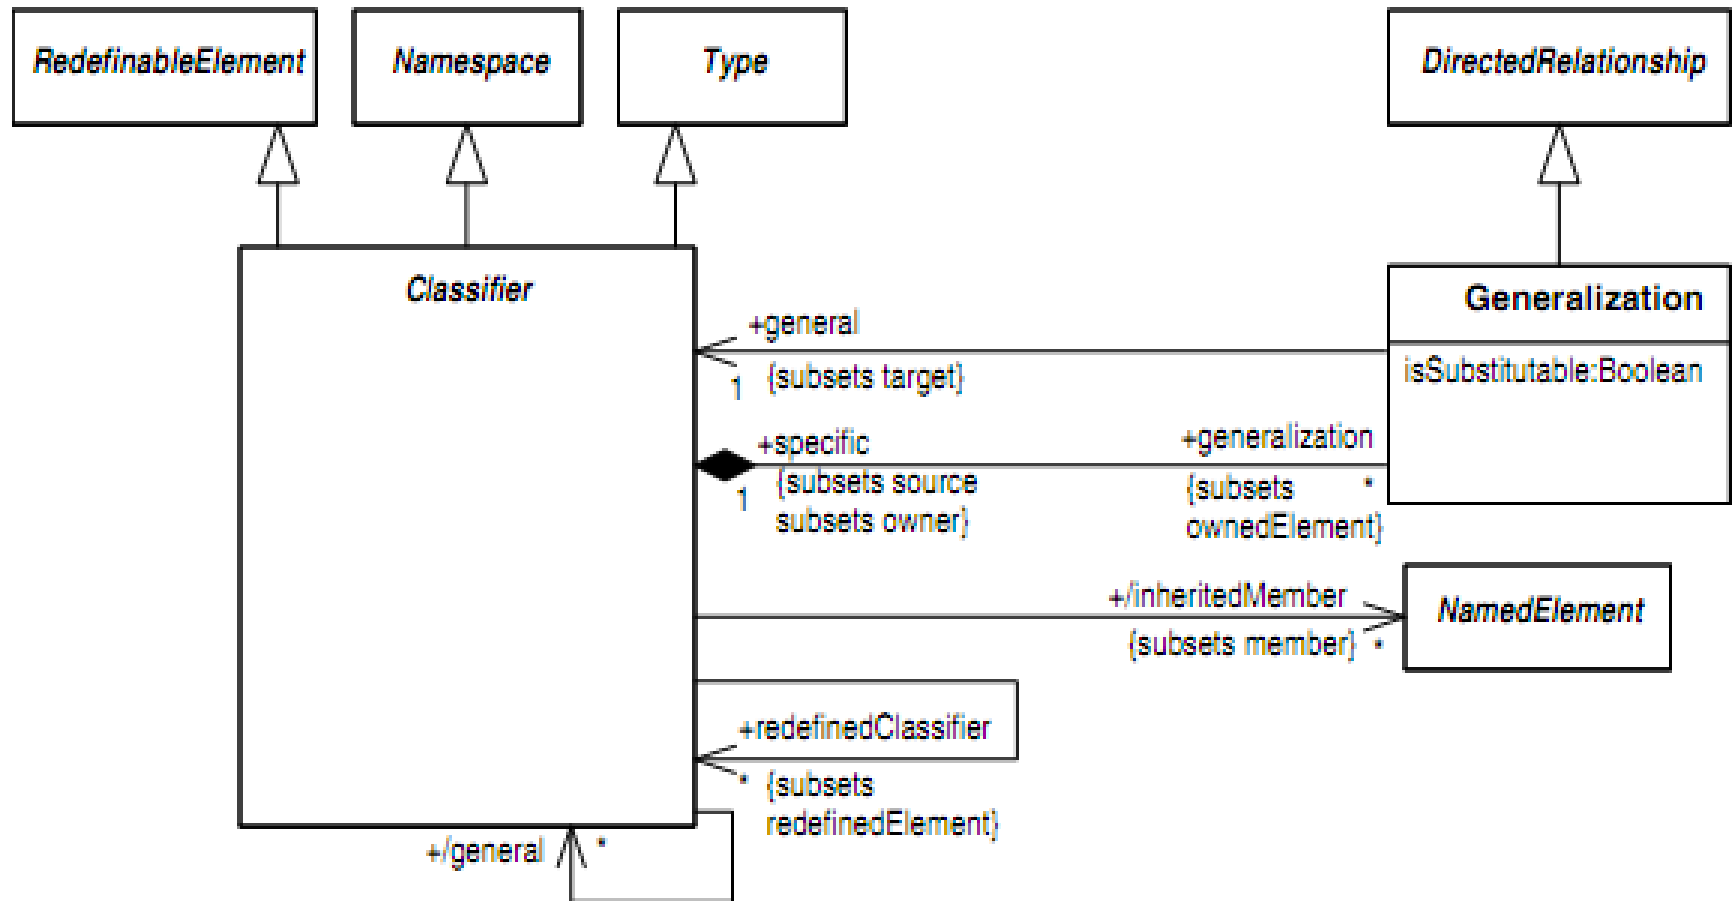 RedefinableElement
Namespace
Type
DirectedRelationship
Classifier
Generalization
isSubstitutable:Boolean
+general
1 {subsets target}
+specific
1 {subsets source
subsets owner}
+generalization
{subsets *
ownedElement}
+/inheritedMember
{subsets member} *
NamedElement
+redefinedClassifier
* {subsets
redefinedElement}
+/general *